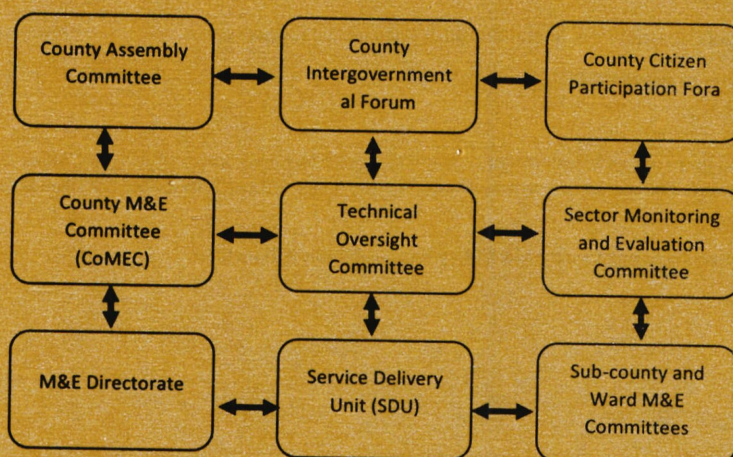 County Assembly
Committee
County
Intergovernment
al Forum
County Citizen
Participation Fora
County M&E
Committee
(CoMEC)
Technical
Oversight
Committee
Sector Monitoring
and Evaluation
Committee
M&E Directorate
Service Delivery
Unit (SDU)
Sub-county and
Ward M&E
Committees